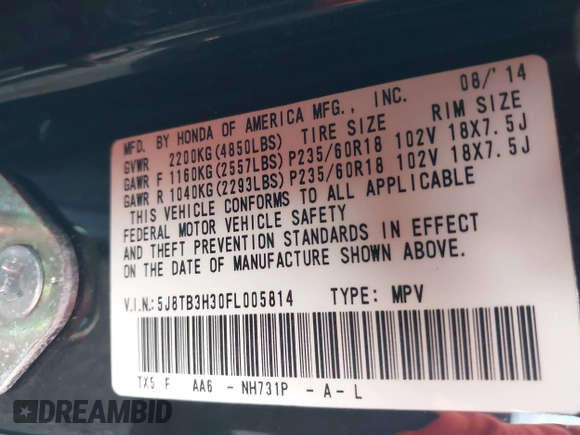 MFD. BY HONDA OF AMERICA MFG., INC. 08/'14
GVWR 2200KG(4850LBS) TIRE SIZE RIM SIZE
GAWR F 1160KG(2557LBS)P235/60R18 102V 18X7.5J
GAWR R 1040KG(2293LBS)P235/60R18 102V 18X7.5J
THIS VEHICLE CONFORMS TO ALL APPLICABLE
FEDERAL MOTOR VEHICLE SAFETY
AND THEFT PREVENTION STANDARDS IN EFFECT
ON THE DATE OF MANUFACTURE SHOWN ABOVE.
V.I.N.: 5J8TB3H30FL005814 TYPE: MPV
TX5 F AA6 - NH731P - A - L
DREAMBID